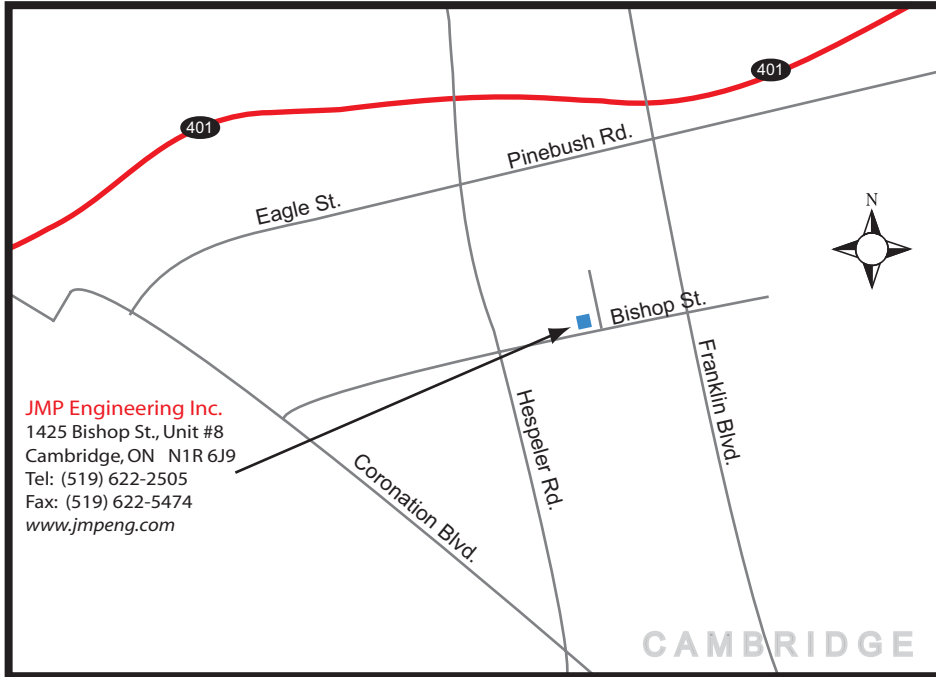 401
401
Pinebush Rd.
Eagle St.
N
Bishop St.
Franklin Blvd.
Hespeler Rd.
Coronation Blvd.
JMP Engineering Inc.
1425 Bishop St., Unit #8
Cambridge, ON N1R 6J9
Tel: (519) 622-2505
Fax: (519) 622-5474
www.jmpeng.com
CAMBRIDGE